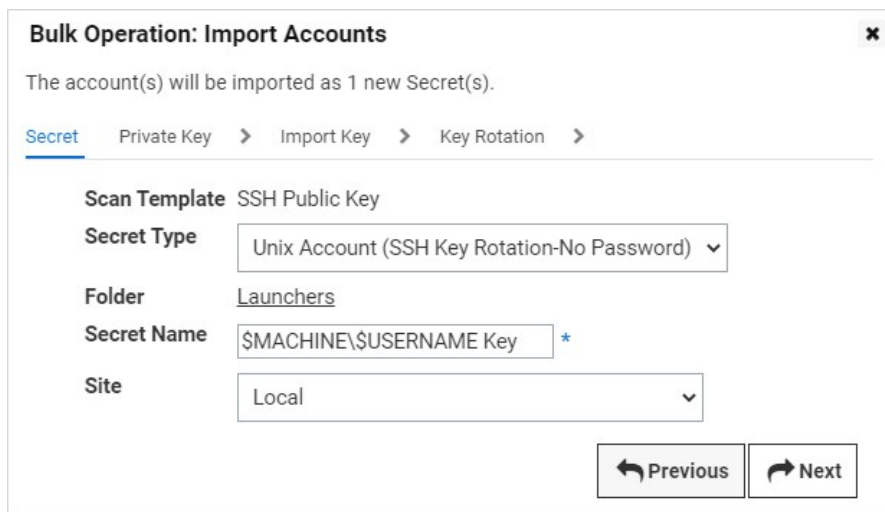 Bulk Operation: Import Accounts
The account(s) will be imported as 1 new Secret(s).
Secret Private Key Import Key Key Rotation
Scan Template SSH Public Key
Secret Type Unix Account (SSH Key Rotation-No Password)
Folder Launchers
Secret Name $MACHINE\$USERNAME Key *
Site Local
Previous Next